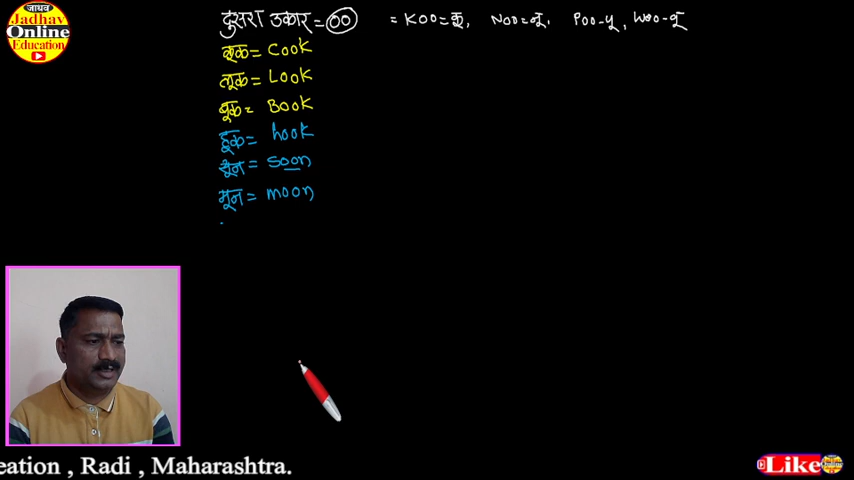 जाधव
Jadhav
Online
Education
दुसरा उकार = OO = KOO=कू, NOO=नू, POO-पू, WOO-वू
कूक= COOK
लूक= LOOK
बूक= BOOK
हूक= hOOK
सून= soon
मून= moon
eation , Radi , Maharashtra.
Like